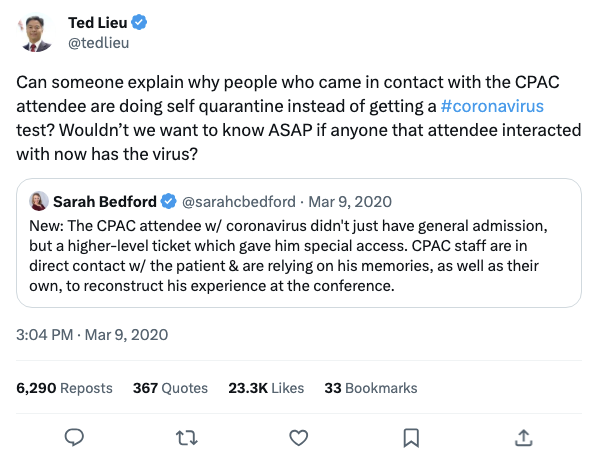 Ted Lieu
@tedlieu
Can someone explain why people who came in contact with the CPAC
attendee are doing self quarantine instead of getting a #coronavirus
test? Wouldn’t we want to know ASAP if anyone that attendee interacted
with now has the virus?
Sarah Bedford @sarahcbedford · Mar 9, 2020
New: The CPAC attendee w/ coronavirus didn't just have general admission,
but a higher-level ticket which gave him special access. CPAC staff are in
direct contact w/ the patient & are relying on his memories, as well as their
own, to reconstruct his experience at the conference.
3:04 PM · Mar 9, 2020
6,290 Reposts 367 Quotes 23.3K Likes 33 Bookmarks